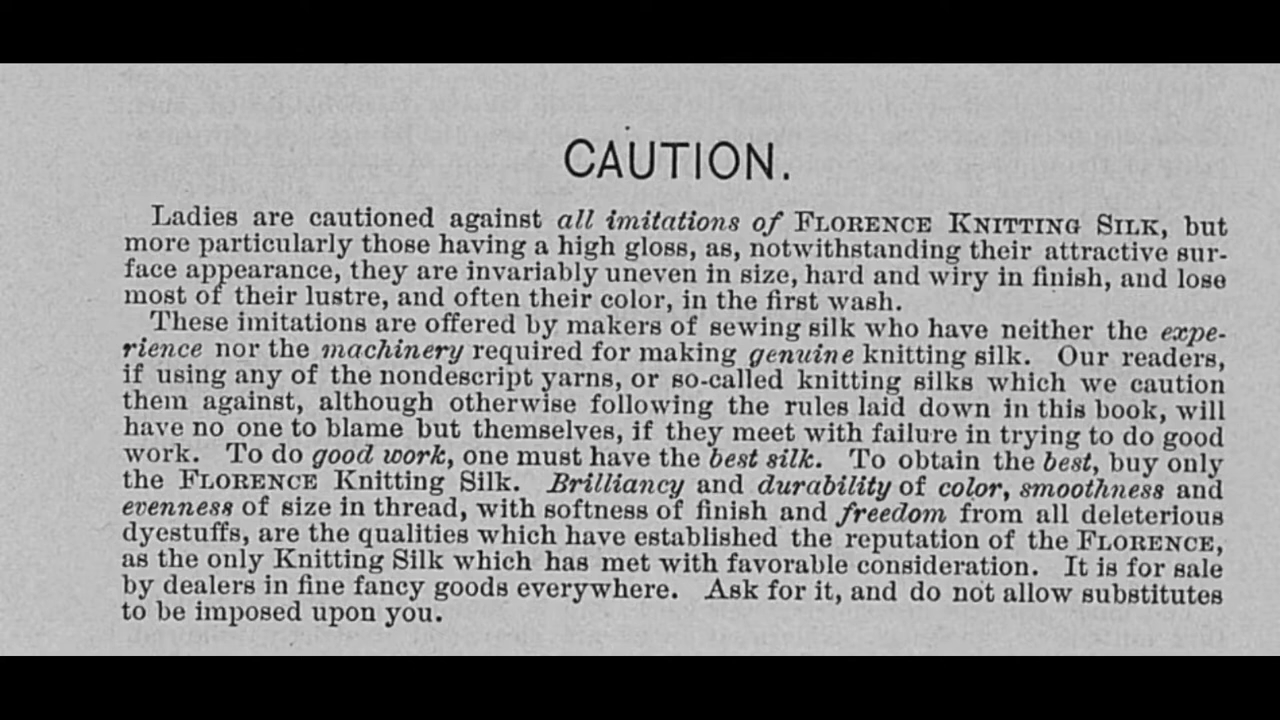 CAUTION.
Ladies are cautioned against all imitations of FLORENCE KNITTING SILK, but
more particularly those having a high gloss, as, notwithstanding their attractive sur-
face appearance, they are invariably uneven in size, hard and wiry in finish, and lose
most of their lustre, and often their color, in the first wash.
These imitations are offered by makers of sewing silk who have neither the expe-
rience nor the machinery required for making genuine knitting silk. Our readers,
if using any of the nondescript yarns, or so-called knitting silks which we caution
them against, although otherwise following the rules laid down in this book, will
have no one to blame but themselves, if they meet with failure in trying to do good
work. To do good work, one must have the best silk. To obtain the best, buy only
the FLORENCE Knitting Silk. Brilliancy and durability of color, smoothness and
evenness of size in thread, with softness of finish and freedom from all deleterious
dyestuffs, are the qualities which have established the reputation of the FLORENCE,
as the only Knitting Silk which has met with favorable consideration. It is for sale
by dealers in fine fancy goods everywhere. Ask for it, and do not allow substitutes
to be imposed upon you.